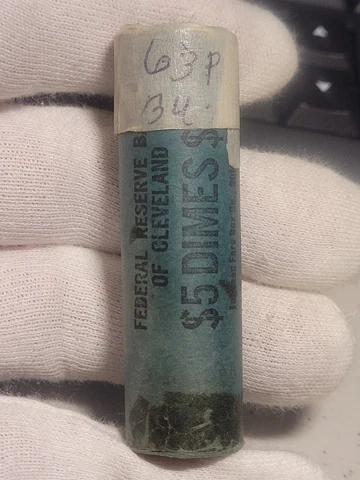 63P
34
FEDERAL RESERVE B
OF CLEVELAND
$5 DIMES $